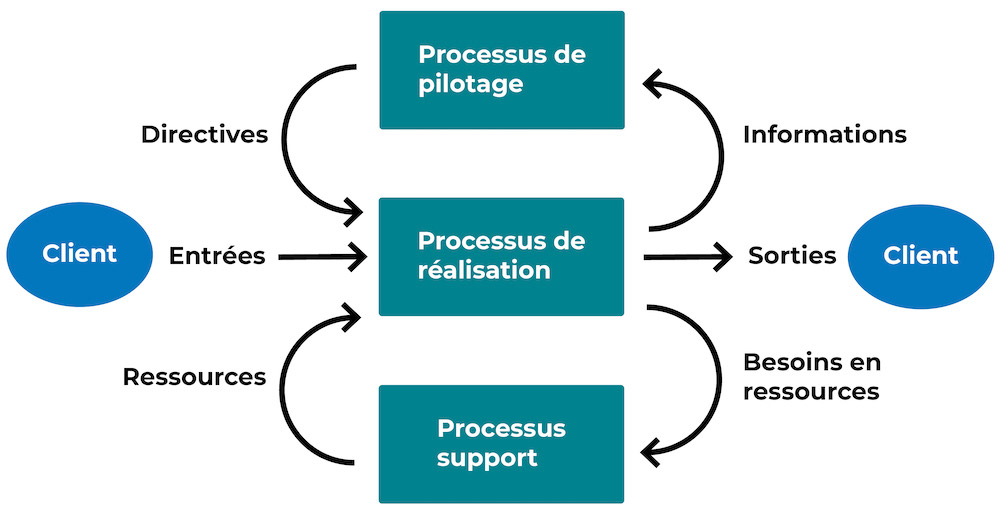 Processus de
pilotage
Directives
Informations
Client
Entrées
Processus de
réalisation
Sorties
Client
Ressources
Besoins en
ressources
Processus
support